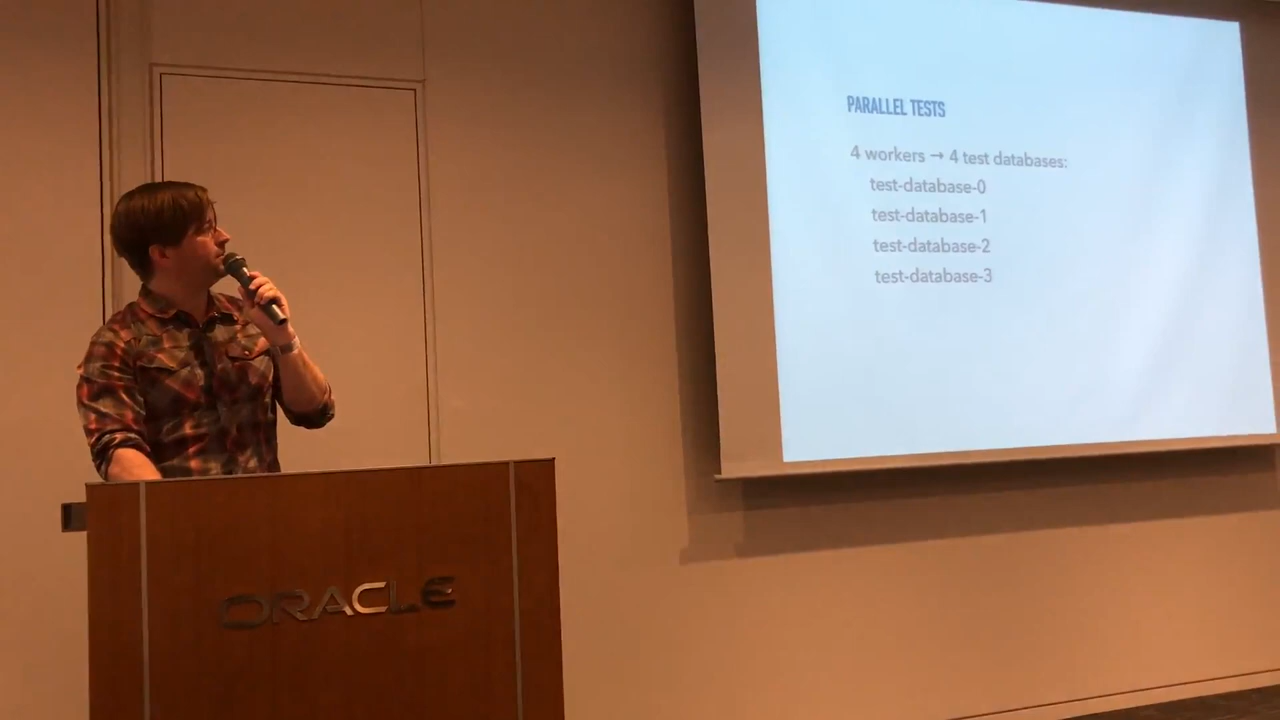 PARALLEL TESTS
4 workers → 4 test databases:
test-database-0
test-database-1
test-database-2
test-database-3
ORACLE